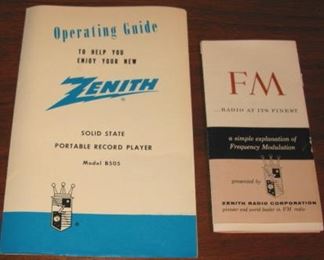 Operating Guide
TO HELP YOU
ENJOY YOUR NEW
ZENITH
®
SOLID STATE
PORTABLE RECORD PLAYER
Model B505
®
FM
...RADIO AT ITS FINEST
a simple explanation of
Frequency Modulation
presented by
ZENITH RADIO CORPORATION
pioneer and world leader in FM radio